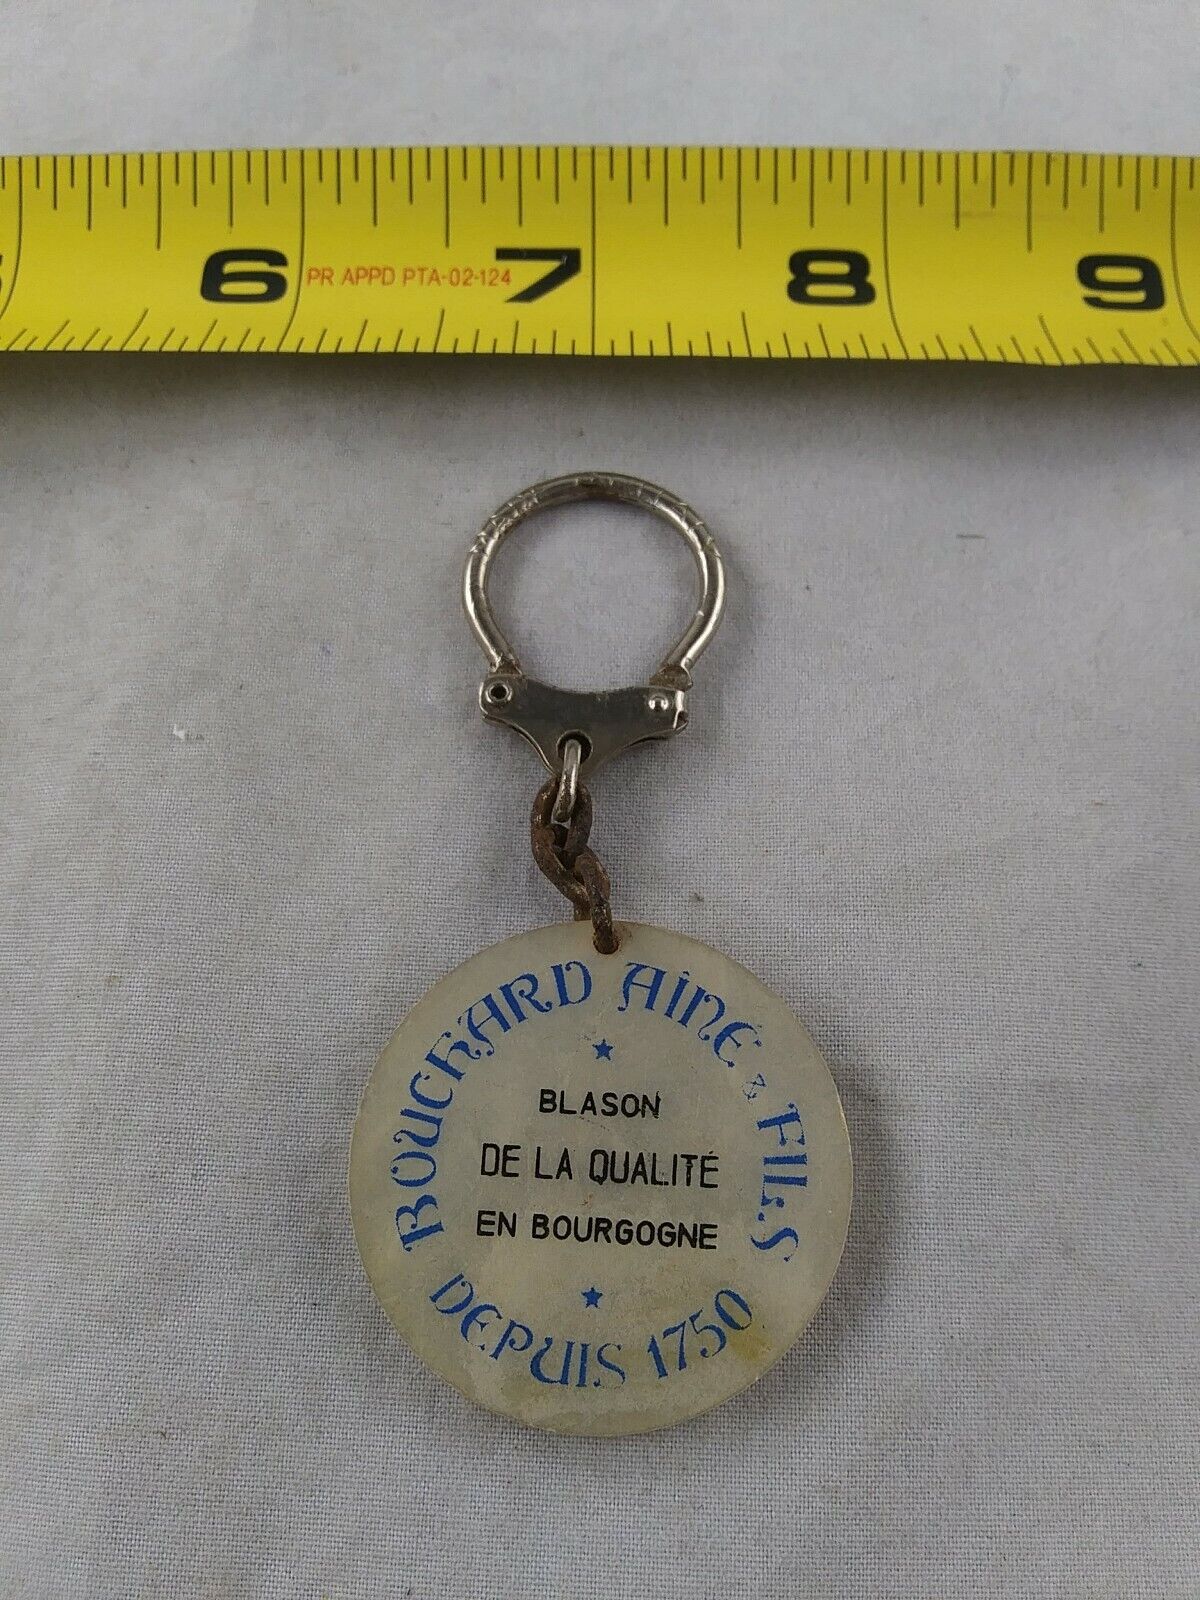 6 PR APPD PTA-02-124 7 8 9
BOUCHARD AINÉ & FILS
BLASON
DE LA QUALITÉ
EN BOURGOGNE
DEPUIS 1750